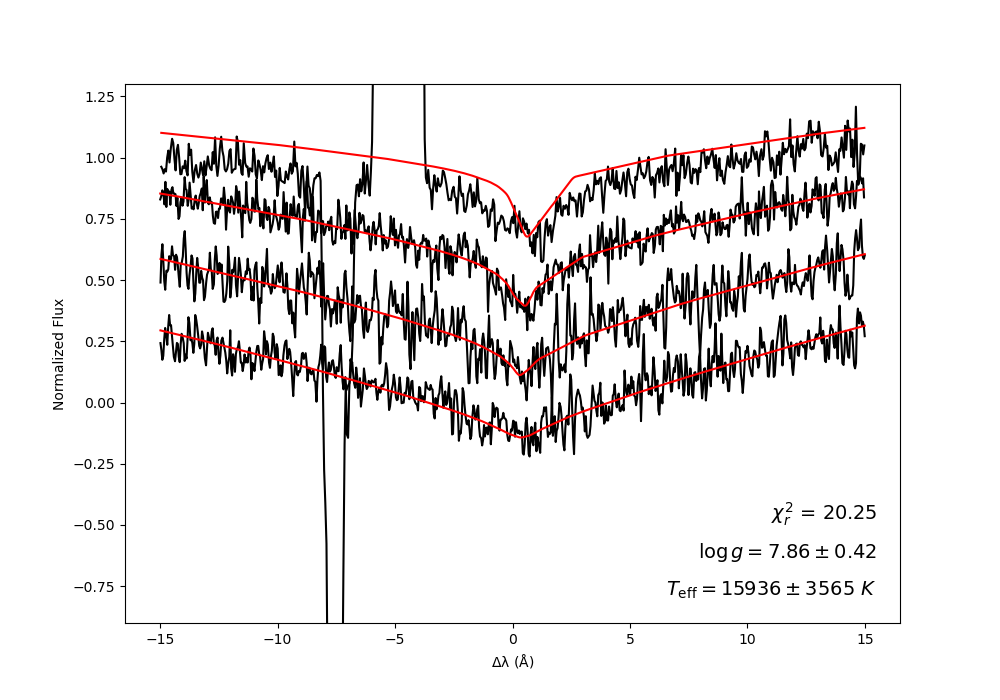 1.25
1.00
0.75
0.50
0.25
0.00
−0.25
−0.50
−0.75
Normalized Flux
χ²ᵣ = 20.25
log g = 7.86 ± 0.42
T_eff = 15936 ± 3565 K
−15 −10 −5 0 5 10 15
Δλ (Å)